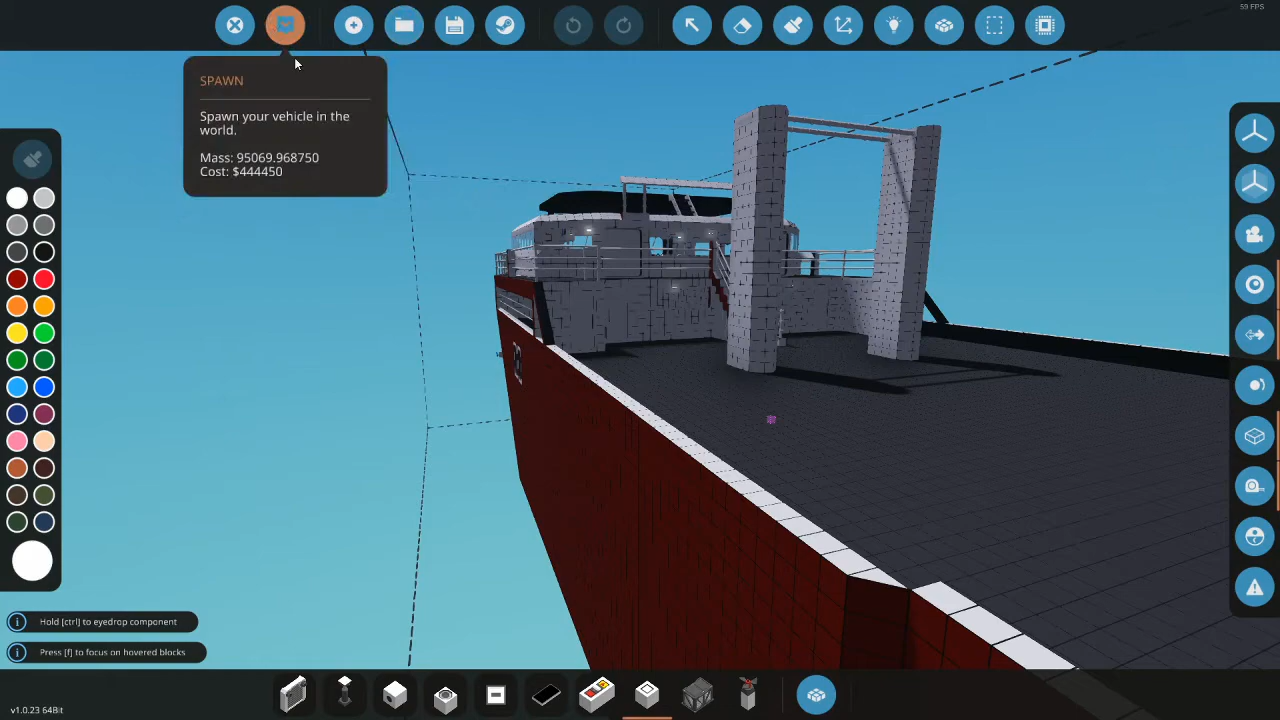 59 FPS
SPAWN
Spawn your vehicle in the
world.
Mass: 95069.968750
Cost: $444450
Hold [ctrl] to eyedrop component
Press [f] to focus on hovered blocks
v1.0.23 64Bit